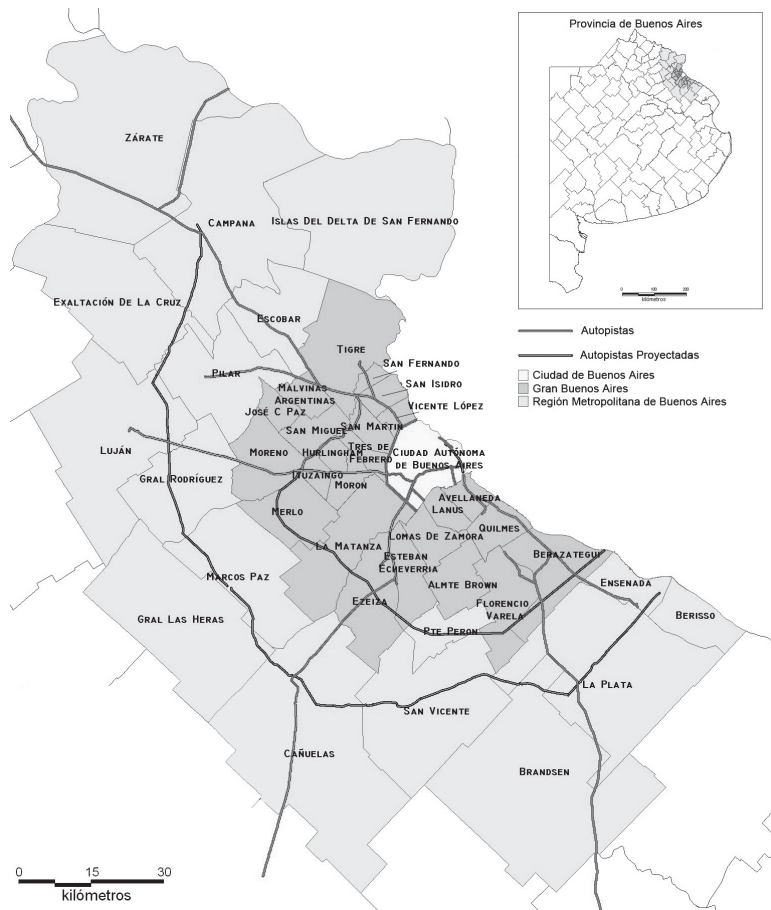 Provincia de Buenos Aires
0 100 200
kilómetros
Autopistas
Autopistas Proyectadas
Ciudad de Buenos Aires
Gran Buenos Aires
Región Metropolitana de Buenos Aires
ZÁRATE
CAMPANA
ISLAS DEL DELTA DE SAN FERNANDO
EXALTACIÓN DE LA CRUZ
ESCOBAR
TIGRE
SAN FERNANDO
PILAR
SAN ISIDRO
MALVINAS
ARGENTINAS
VICENTE LÓPEZ
JOSÉ C PAZ
SAN MIGUEL
SAN MARTIN
LUJÁN
MORENO
HURLINGHAM
TRES DE
FEBRERO
CIUDAD AUTÓNOMA
DE BUENOS AIRES
GRAL RODRÍGUEZ
ITUZAINGO
MORON
AVELLANEDA
LANUS
MERLO
QUILMES
LOMAS DE ZAMORA
LA MATANZA
ESTEBAN
ECHEVERRIA
BERAZATEGUI
MARCOS PAZ
ALMTE BROWN
ENSENADA
EZEIZA
FLORENCIO
VARELA
BERISSO
GRAL LAS HERAS
PTE PERON
LA PLATA
SAN VICENTE
CAÑUELAS
BRANDSEN
0 15 30
kilómetros